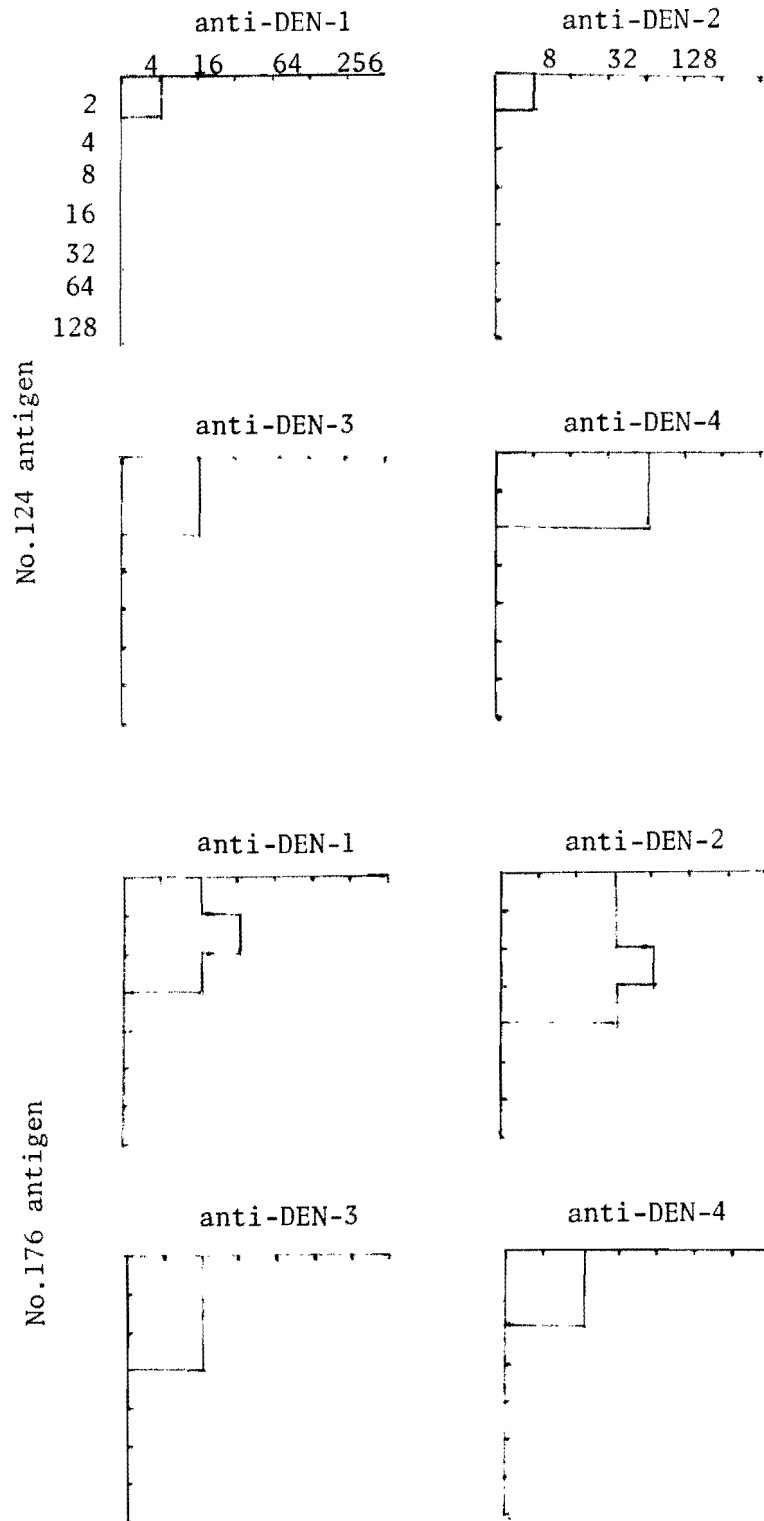 anti-DEN-1
anti-DEN-2
4 16 64 256
8 32 128
2
4
8
16
32
64
128
No.124 antigen
anti-DEN-3
anti-DEN-4
No.176 antigen
anti-DEN-1
anti-DEN-2
anti-DEN-3
anti-DEN-4